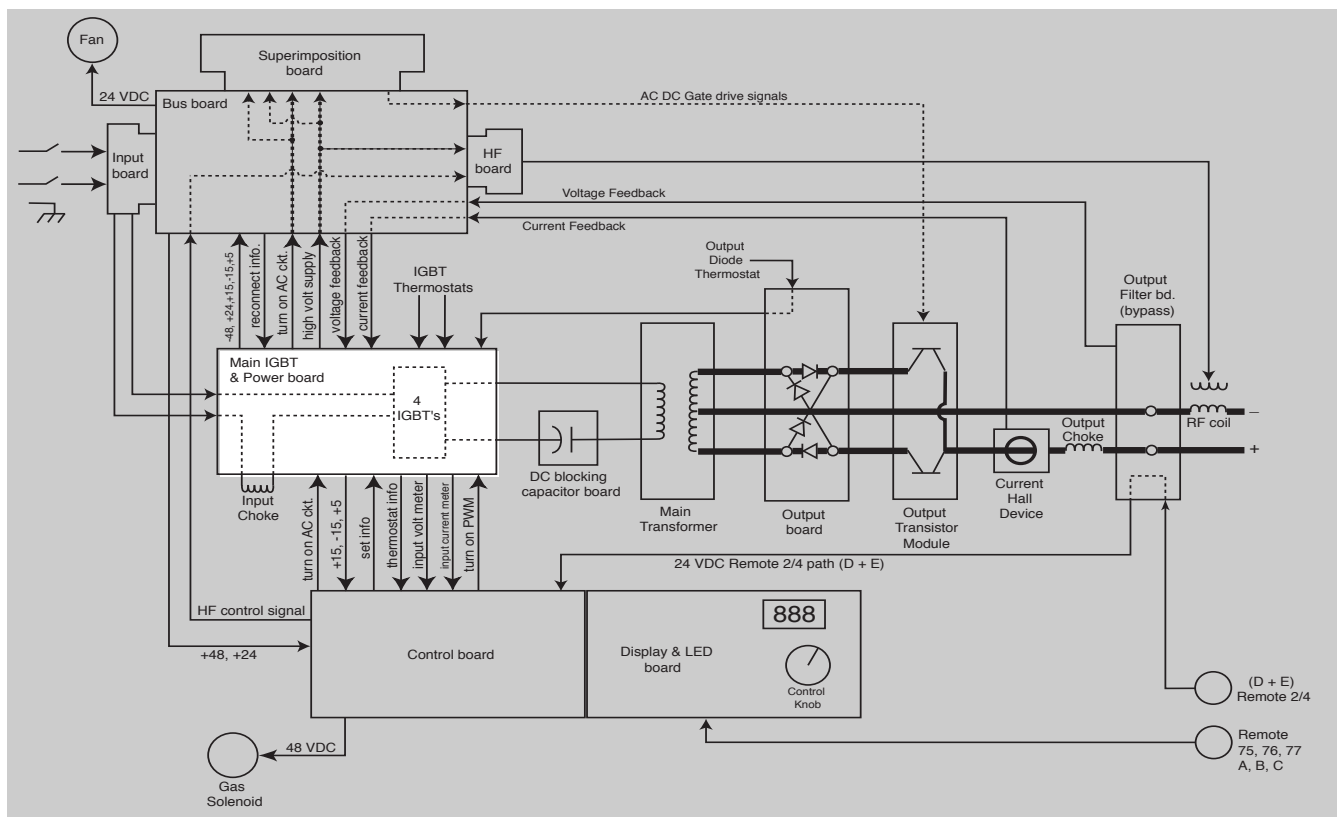 Fan
Superimposition
board
24 VDC
Bus board
AC DC Gate drive signals
Input
board
HF
board
Voltage Feedback
Current Feedback
-48, +24,+15,-15,+5
reconnect info.
turn on AC ckt.
high volt supply
voltage feedback
current feedback
IGBT
Thermostats
Output
Diode
Thermostat
Output
Filter bd.
(bypass)
Main IGBT
& Power board
4
IGBT's
DC blocking
capacitor board
Main
Transformer
Output
board
Output
Transistor
Module
Current
Hall
Device
Output
Choke
RF coil
–
+
Input
Choke
turn on AC ckt.
+15, -15, +5
set info
thermostat info
input volt meter
input current meter
turn on PWM
24 VDC Remote 2/4 path (D + E)
HF control signal
+48, +24
Control board
Display & LED
board
888
Control
Knob
(D + E)
Remote 2/4
Remote
75, 76, 77
A, B, C
48 VDC
Gas
Solenoid